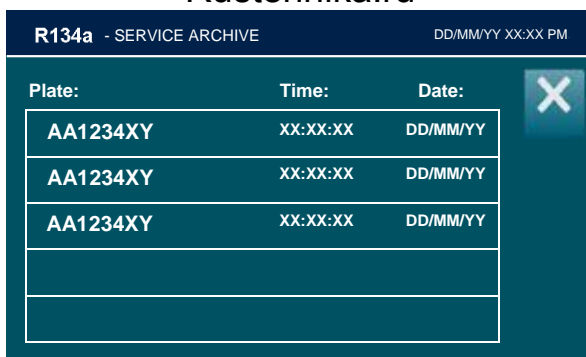 R134a - SERVICE ARCHIVE DD/MM/YY XX:XX PM
Plate: Time: Date:
X
AA1234XY XX:XX:XX DD/MM/YY
AA1234XY XX:XX:XX DD/MM/YY
AA1234XY XX:XX:XX DD/MM/YY